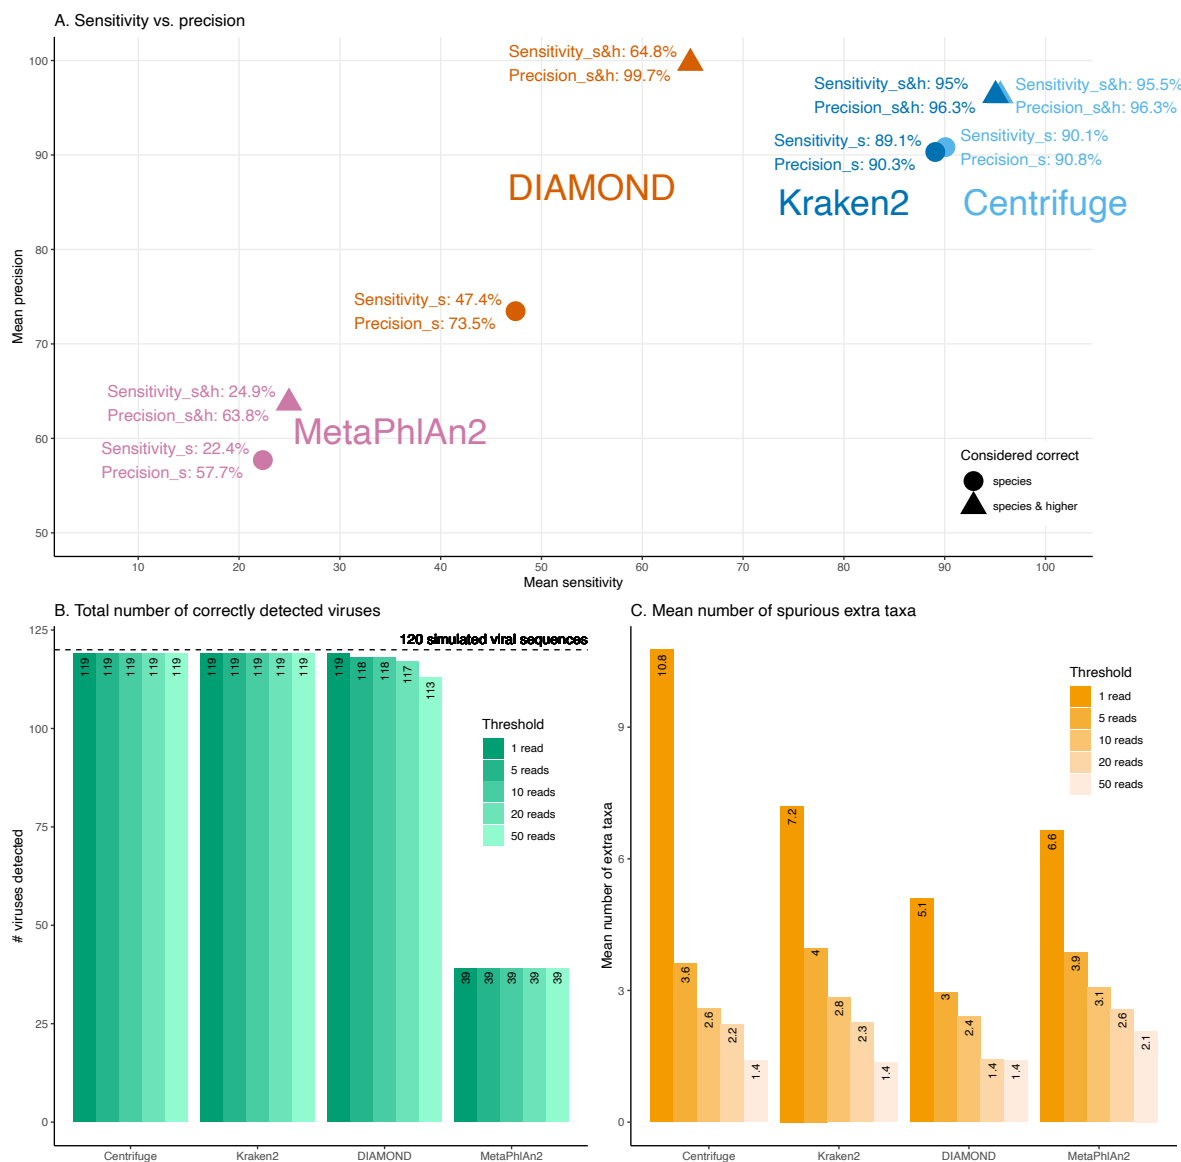 A. Sensitivity vs. precision
Mean precision
100
90
80
70
60
50
Sensitivity_s&h: 64.8%
Precision_s&h: 99.7%
Sensitivity_s&h: 95%
Precision_s&h: 96.3%
Sensitivity_s&h: 95.5%
Precision_s&h: 96.3%
Sensitivity_s: 89.1%
Precision_s: 90.3%
Sensitivity_s: 90.1%
Precision_s: 90.8%
DIAMOND
Kraken2
Centrifuge
Sensitivity_s: 47.4%
Precision_s: 73.5%
Sensitivity_s&h: 24.9%
Precision_s&h: 63.8%
MetaPhlAn2
Sensitivity_s: 22.4%
Precision_s: 57.7%
Considered correct
species
species & higher
10 20 30 40 50 60 70 80 90 100
Mean sensitivity
B. Total number of correctly detected viruses
# viruses detected
125
100
75
50
25
0
120 simulated viral sequences
119 119 119 119 119
119 119 119 119 119
119 118 118 117 113
39 39 39 39 39
Threshold
1 read
5 reads
10 reads
20 reads
50 reads
Centrifuge Kraken2 DIAMOND MetaPhlAn2
C. Mean number of spurious extra taxa
Mean number of extra taxa
9
6
3
0
10.8 3.6 2.6 2.2 1.4
7.2 4 2.8 2.3 1.4
5.1 3 2.4 1.4 1.4
6.6 3.9 3.1 2.6 2.1
Threshold
1 read
5 reads
10 reads
20 reads
50 reads
Centrifuge Kraken2 DIAMOND MetaPhlAn2